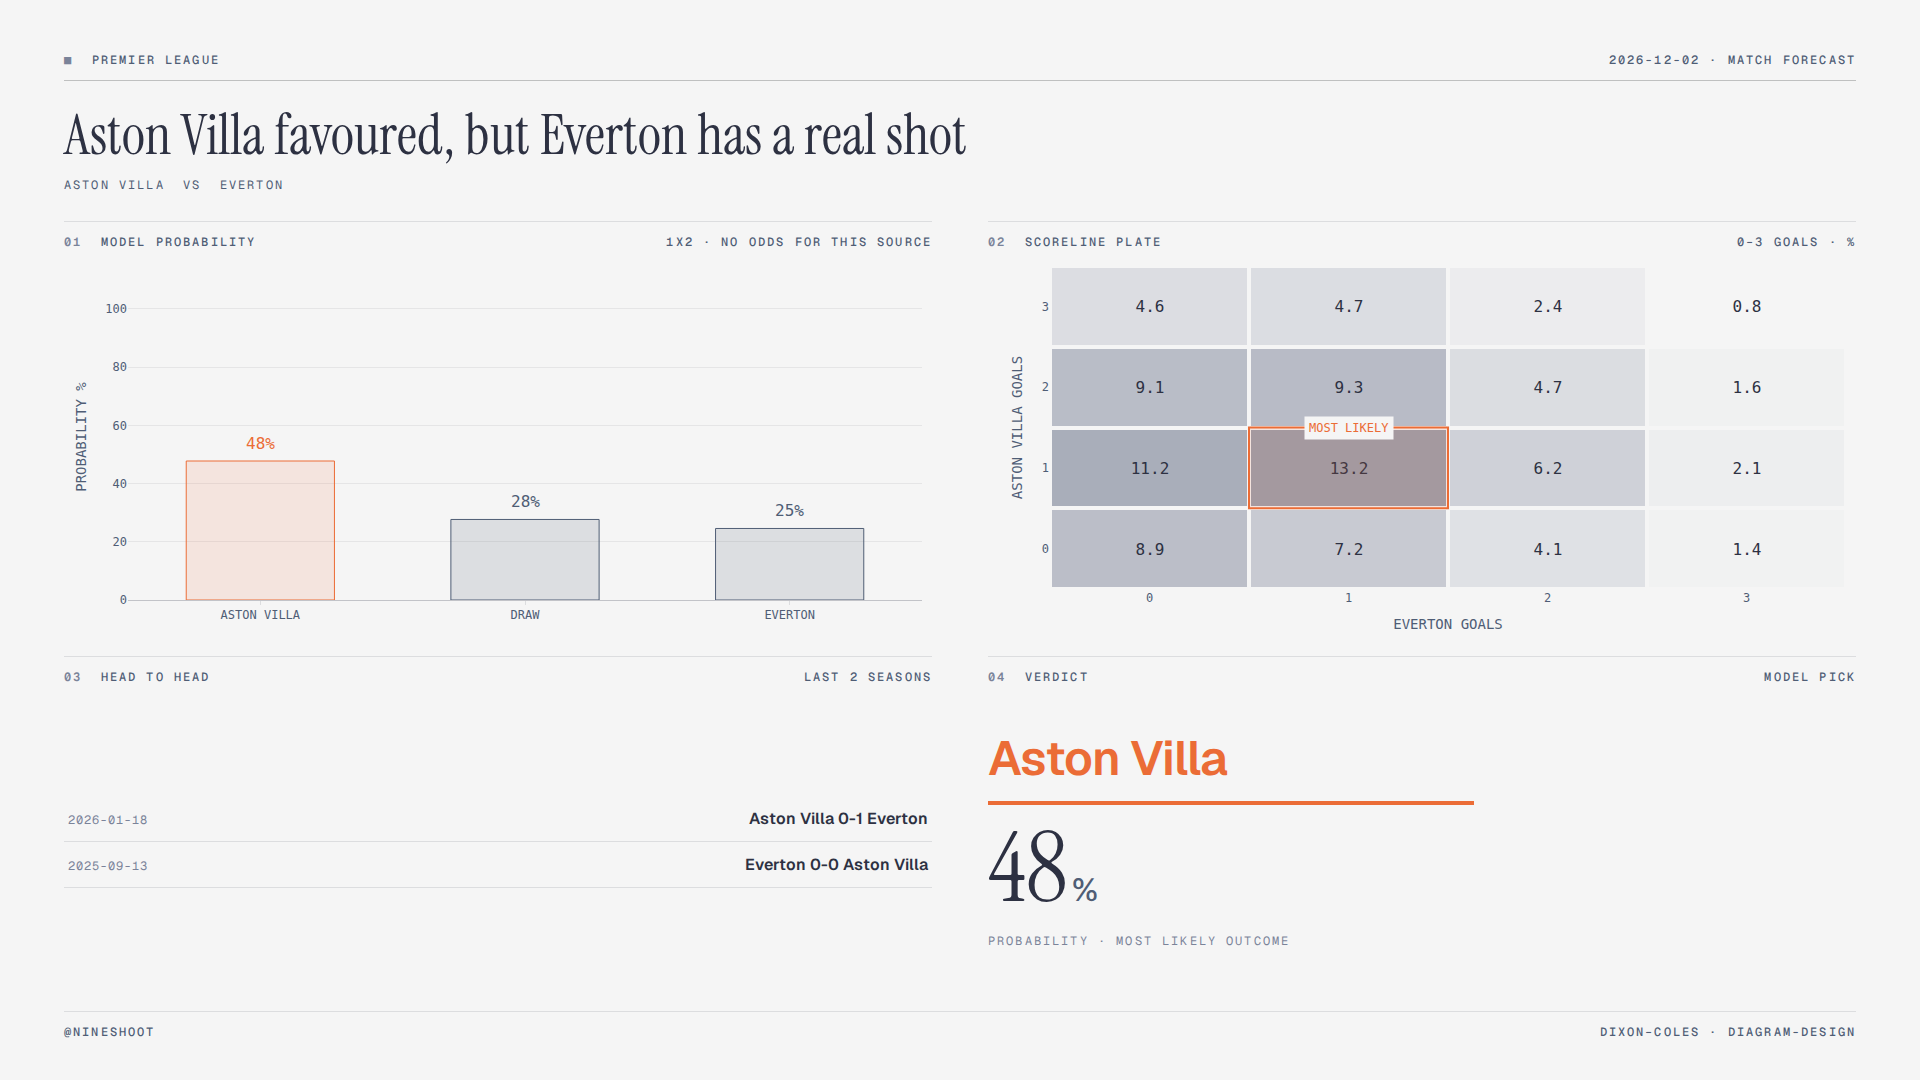 PREMIER LEAGUE
2026-12-02 · MATCH FORECAST
Aston Villa favoured, but Everton has a real shot
ASTON VILLA VS EVERTON
01 MODEL PROBABILITY
1X2 · NO ODDS FOR THIS SOURCE
PROBABILITY %
100
80
60
40
20
0
48%
28%
25%
ASTON VILLA
DRAW
EVERTON
02 SCORELINE PLATE
0-3 GOALS · %
ASTON VILLA GOALS
3 4.6 4.7 2.4 0.8
2 9.1 9.3 4.7 1.6
MOST LIKELY
1 11.2 13.2 6.2 2.1
0 8.9 7.2 4.1 1.4
0 1 2 3
EVERTON GOALS
03 HEAD TO HEAD
LAST 2 SEASONS
2026-01-18 Aston Villa 0-1 Everton
2025-09-13 Everton 0-0 Aston Villa
04 VERDICT
MODEL PICK
Aston Villa
48%
PROBABILITY · MOST LIKELY OUTCOME
@NINESHOOT
DIXON-COLES · DIAGRAM-DESIGN